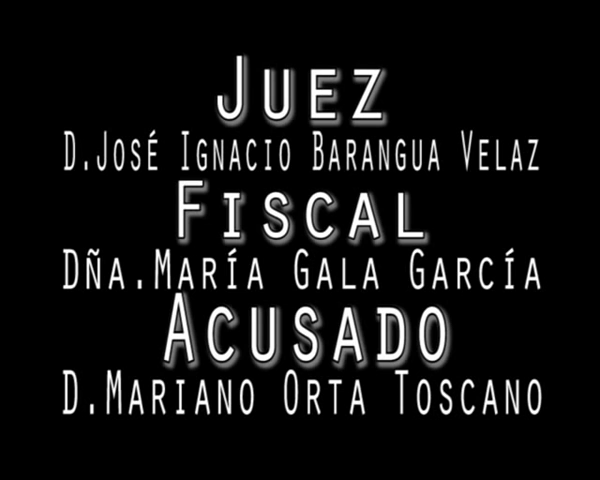 Juez
D.José Ignacio Barangua Velaz
Fiscal
Dña.María Gala García
Acusado
D.Mariano Orta Toscano